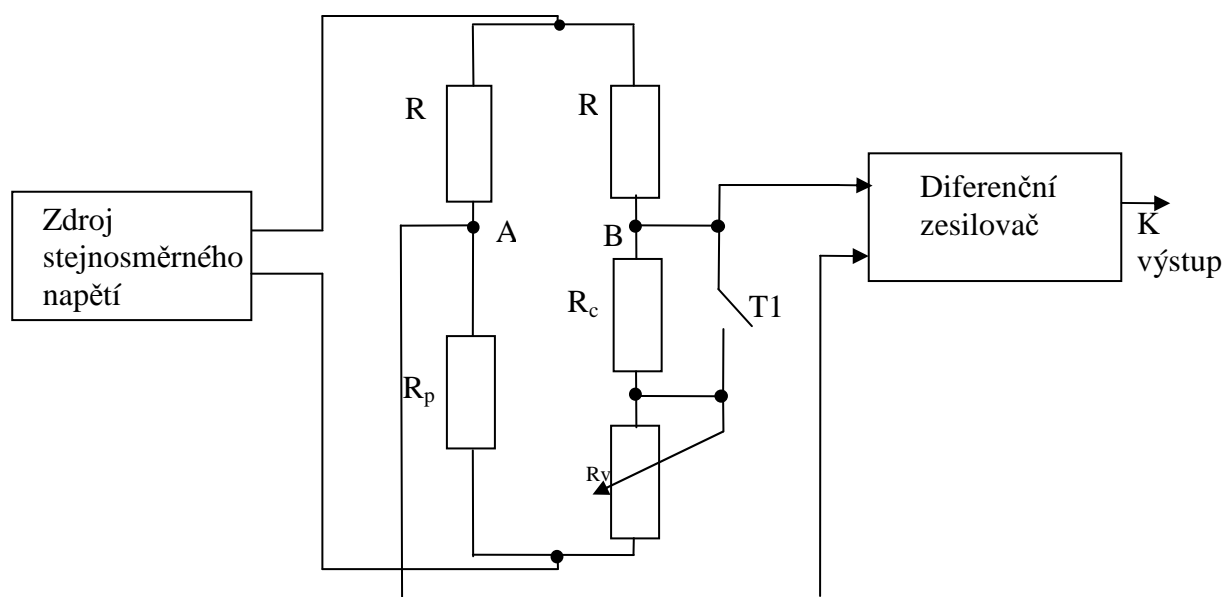 R
R
Zdroj
stejnosměrného
napětí
A
B
Diferenční
zesilovač
K
výstup
Rc
T1
Rp
Rv